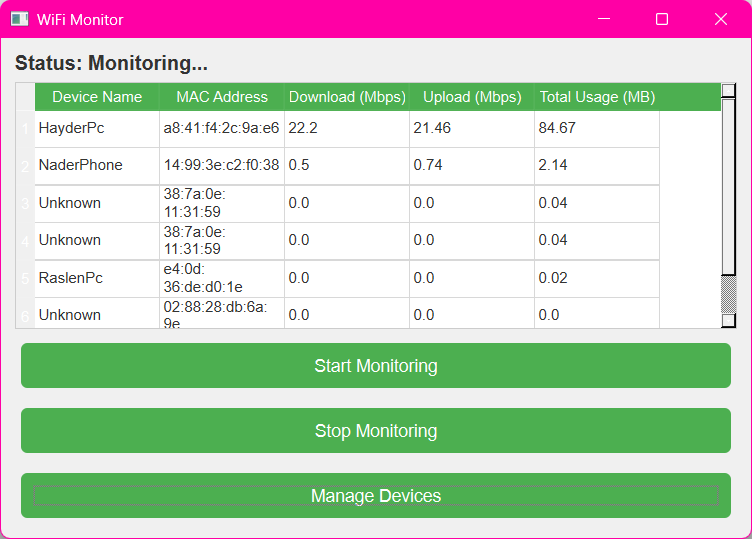 WiFi Monitor
Status: Monitoring...
Device Name MAC Address Download (Mbps) Upload (Mbps) Total Usage (MB)
1 HayderPc a8:41:f4:2c:9a:e6 22.2 21.46 84.67
2 NaderPhone 14:99:3e:c2:f0:38 0.5 0.74 2.14
3 Unknown 38:7a:0e: 0.0 0.0 0.04
11:31:59
4 Unknown 38:7a:0e: 0.0 0.0 0.04
11:31:59
5 RaslenPc e4:0d: 0.0 0.0 0.02
36:de:d0:1e
6 Unknown 02:88:28:db:6a: 0.0 0.0 0.0
9e
Start Monitoring
Stop Monitoring
Manage Devices